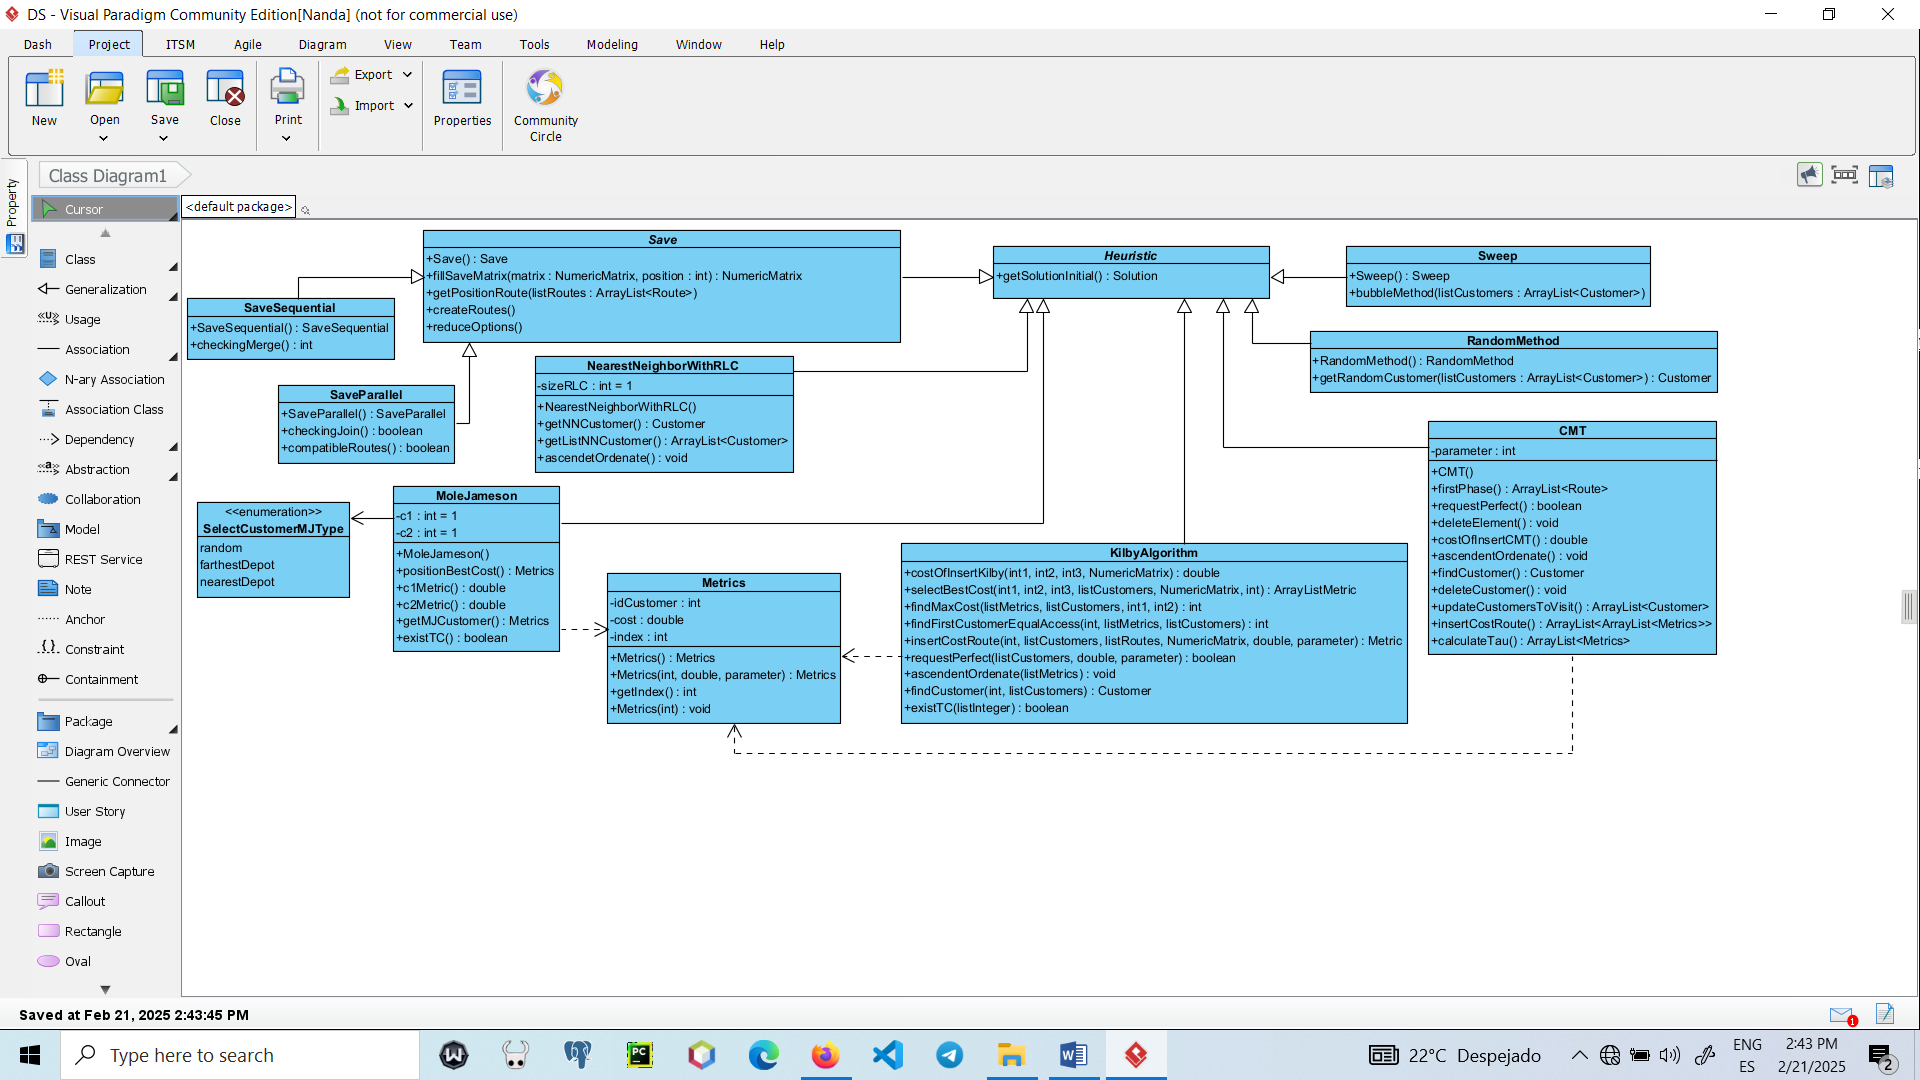 DS - Visual Paradigm Community Edition[Nanda] (not for commercial use)
Dash Project ITSM Agile Diagram View Team Tools Modeling Window Help
New
Open
Save
Close
Print
Export
Import
Properties
Community
Circle
Property
Class Diagram1
<default package>
Cursor
Class
Generalization
Usage
Association
N-ary Association
Association Class
Dependency
Abstraction
Collaboration
Model
REST Service
Note
Anchor
Constraint
Containment
Package
Diagram Overview
Generic Connector
User Story
Image
Screen Capture
Callout
Rectangle
Oval
Save
+Save() : Save
+fillSaveMatrix(matrix : NumericMatrix, position : int) : NumericMatrix
+getPositionRoute(listRoutes : ArrayList<Route>)
+createRoutes()
+reduceOptions()
Heuristic
+getSolutionInitial() : Solution
Sweep
+Sweep() : Sweep
+bubbleMethod(listCustomers : ArrayList<Customer>)
SaveSequential
+SaveSequential() : SaveSequential
+checkingMerge() : int
RandomMethod
+RandomMethod() : RandomMethod
+getRandomCustomer(listCustomers : ArrayList<Customer>) : Customer
SaveParallel
+SaveParallel() : SaveParallel
+checkingJoin() : boolean
+compatibleRoutes() : boolean
NearestNeighborWithRLC
-sizeRLC : int = 1
+NearestNeighborWithRLC()
+getNNCustomer() : Customer
+getListNNCustomer() : ArrayList<Customer>
+ascendetOrdenate() : void
CMT
-parameter : int
+CMT()
+firstPhase() : ArrayList<Route>
+requestPerfect() : boolean
+deleteElement() : void
+costOfInsertCMT() : double
+ascendentOrdenate() : void
+findCustomer() : Customer
+deleteCustomer() : void
+updateCustomersToVisit() : ArrayList<Customer>
+insertCostRoute() : ArrayList<ArrayList<Metrics>>
+calculateTau() : ArrayList<Metrics>
<<enumeration>>
SelectCustomerMJType
random
farthestDepot
nearestDepot
MoleJameson
-c1 : int = 1
-c2 : int = 1
+MoleJameson()
+positionBestCost() : Metrics
+c1Metric() : double
+c2Metric() : double
+getMJCustomer() : Metrics
+existTC() : boolean
Metrics
-idCustomer : int
-cost : double
-index : int
+Metrics() : Metrics
+Metrics(int, double, parameter) : Metrics
+getIndex() : int
+Metrics(int) : void
KilbyAlgorithm
+costOfInsertKilby(int1, int2, int3, NumericMatrix) : double
+selectBestCost(int1, int2, int3, listCustomers, NumericMatrix, int) : ArrayListMetric
+findMaxCost(listMetrics, listCustomers, int1, int2) : int
+findFirstCustomerEqualAccess(int, listMetrics, listCustomers) : int
+insertCostRoute(int, listCustomers, listRoutes, NumericMatrix, double, parameter) : Metric
+requestPerfect(listCustomers, double, parameter) : boolean
+ascendentOrdenate(listMetrics) : void
+findCustomer(int, listCustomers) : Customer
+existTC(listInteger) : boolean
Saved at Feb 21, 2025 2:43:45 PM
1
Type here to search
22°C Despejado
ENG
ES
2:43 PM
2/21/2025
2